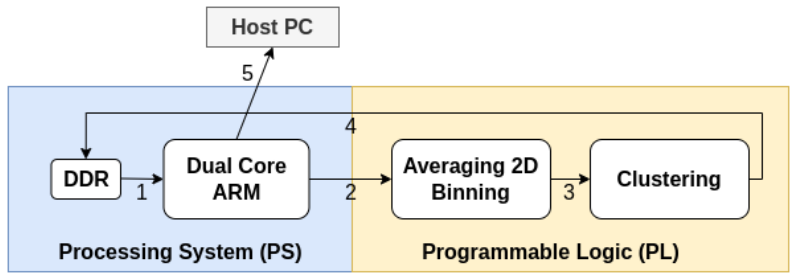 Host PC
5
4
DDR
1
Dual Core
ARM
2
Averaging 2D
Binning
3
Clustering
Processing System (PS)
Programmable Logic (PL)